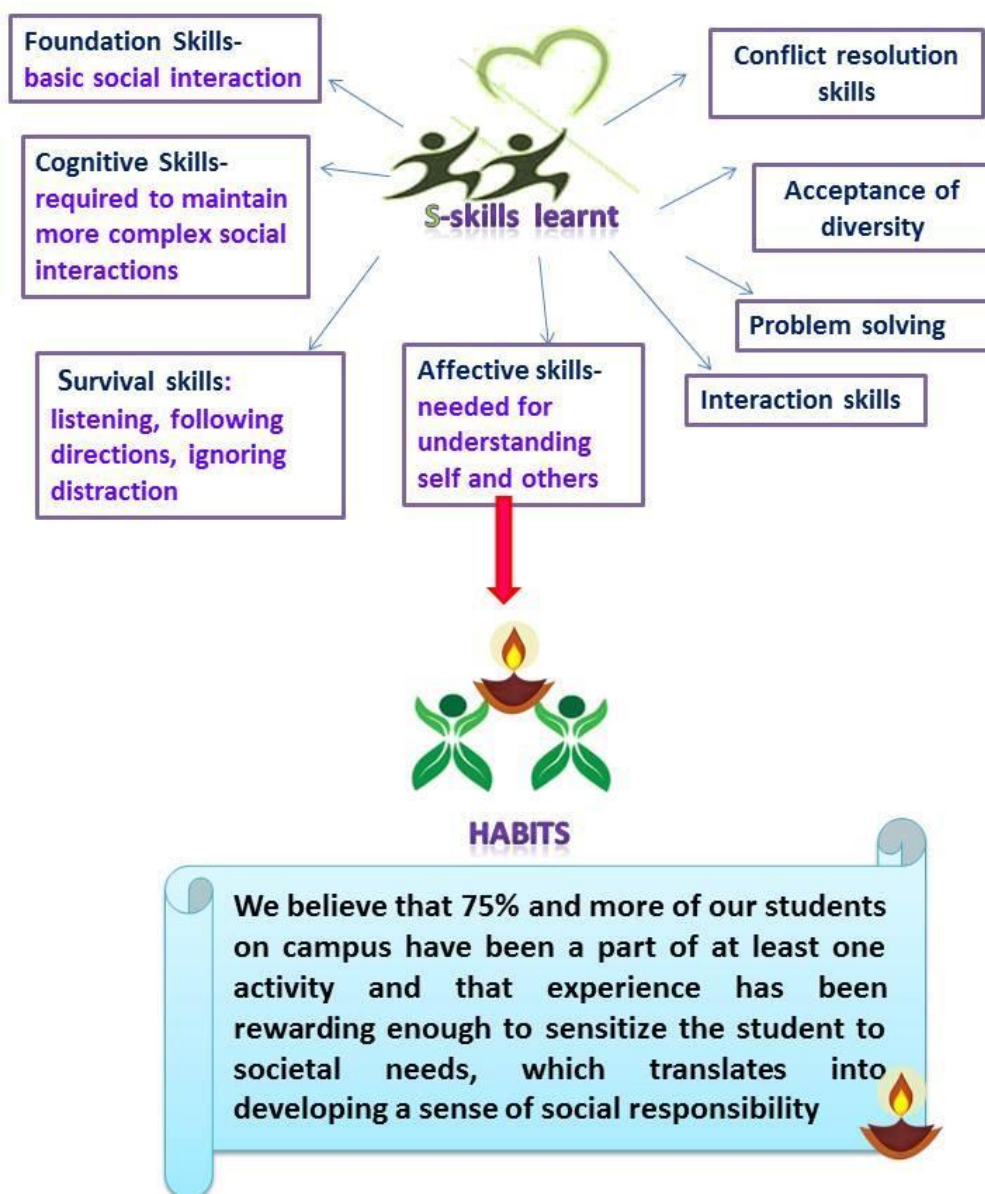 Foundation Skills-
basic social interaction
Conflict resolution
skills
Cognitive Skills-
required to maintain
more complex social
interactions
S-skills learnt
Acceptance of
diversity
Problem solving
Survival skills:
listening, following
directions, ignoring
distraction
Affective skills-
needed for
understanding
self and others
Interaction skills
HABITS
We believe that 75% and more of our students
on campus have been a part of at least one
activity and that experience has been
rewarding enough to sensitize the student to
societal needs, which translates into
developing a sense of social responsibility